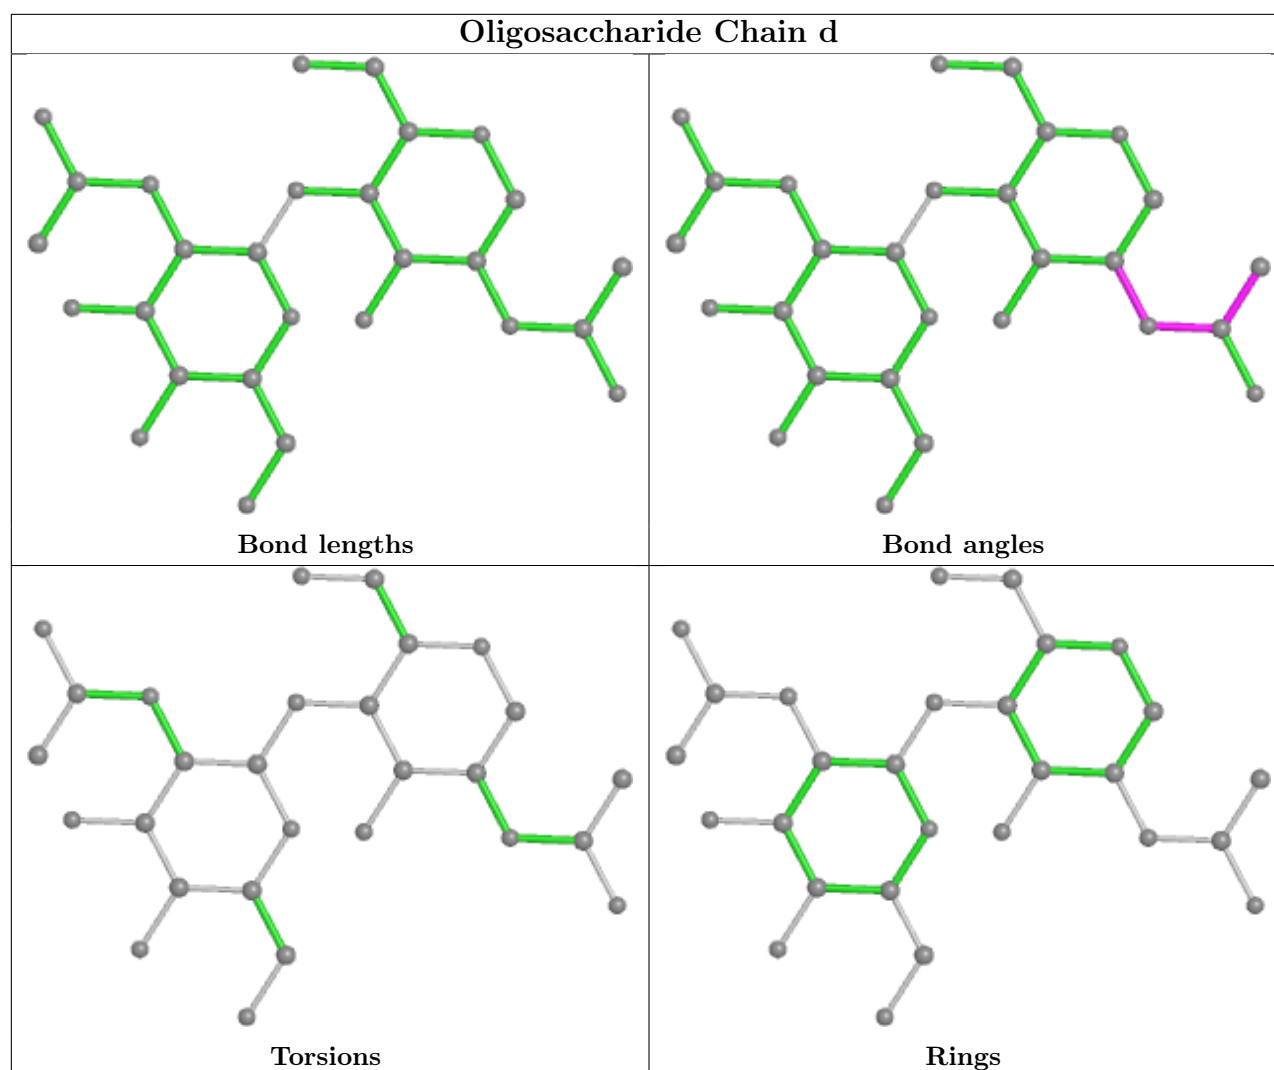 Oligosaccharide Chain d
Bond lengths
Bond angles
Torsions
Rings